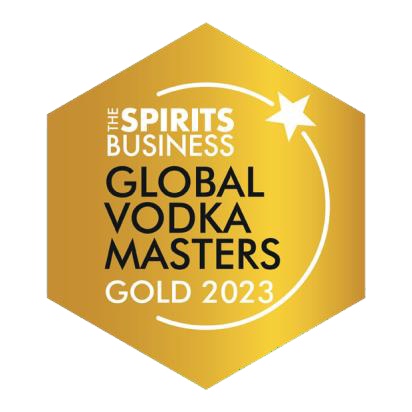 THE SPIRITS
BUSINESS
GLOBAL
VODKA
MASTERS
GOLD 2023